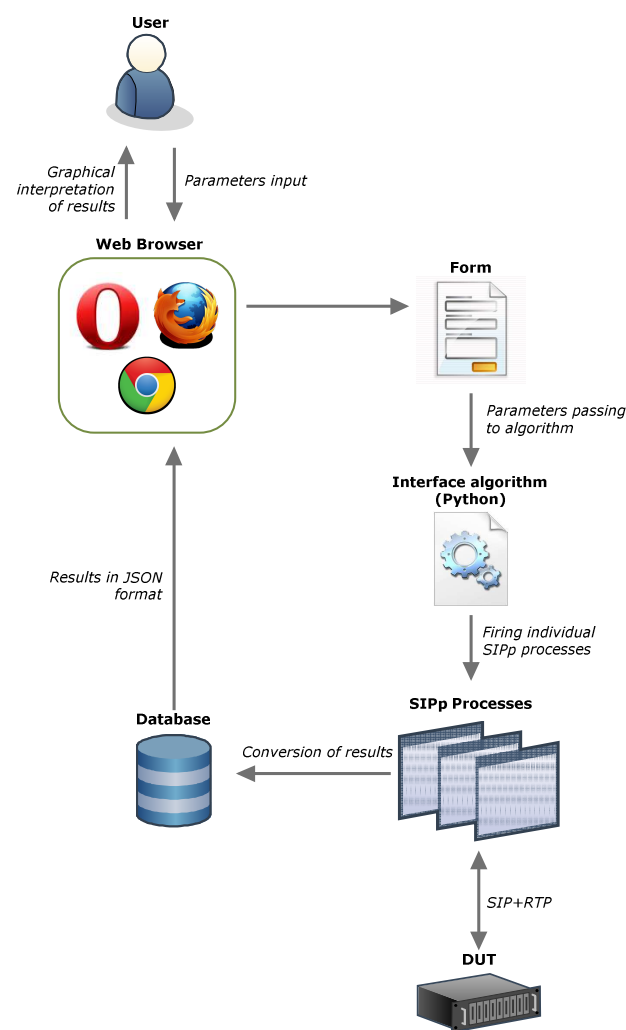 User
Graphical
interpretation
of results
Parameters input
Web Browser
Form
Parameters passing
to algorithm
Interface algorithm
(Python)
Results in JSON
format
Firing individual
SIPp processes
SIPp Processes
Database
Conversion of results
SIP+RTP
DUT